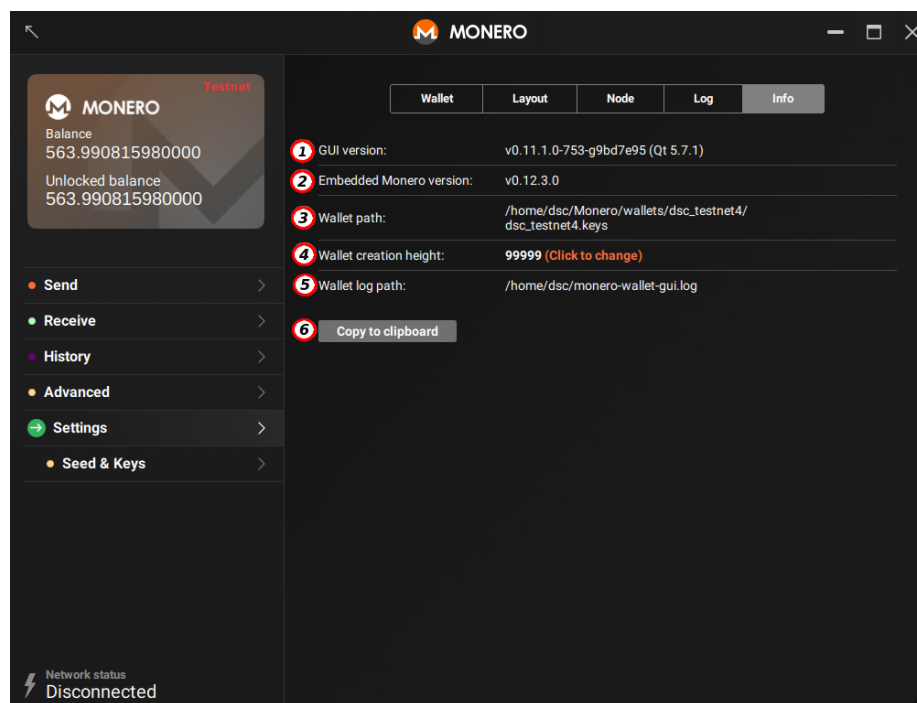 MONERO
Testnet
MONERO
Balance
563.990815980000
Unlocked balance
563.990815980000
Send
Receive
History
Advanced
Settings
Seed & Keys
Network status
Disconnected
Wallet Layout Node Log Info
1 GUI version: v0.11.1.0-753-g9bd7e95 (Qt 5.7.1)
2 Embedded Monero version: v0.12.3.0
3 Wallet path: /home/dsc/Monero/wallets/dsc_testnet4/
dsc_testnet4.keys
4 Wallet creation height: 99999 (Click to change)
5 Wallet log path: /home/dsc/monero-wallet-gui.log
6 Copy to clipboard